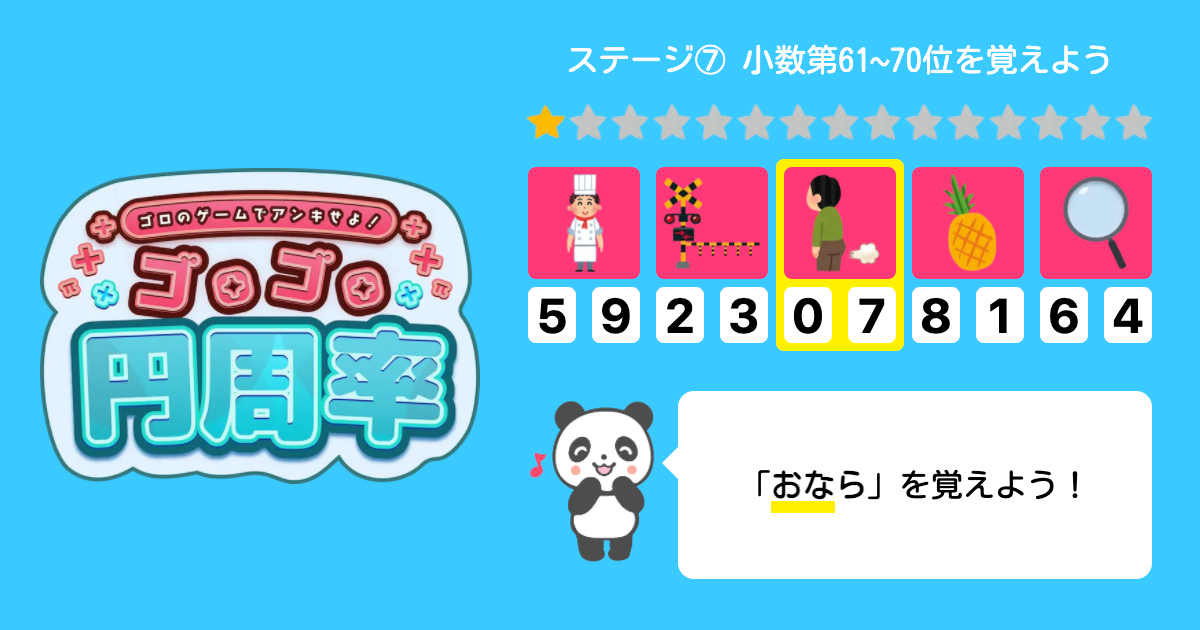 ステージ⑦ 小数第61~70位を覚えよう
ゴロのゲームでアンキせよ!
ゴロゴロ
円周率
π π
5 9 2 3 0 7 8 1 6 4
「おなら」を覚えよう!